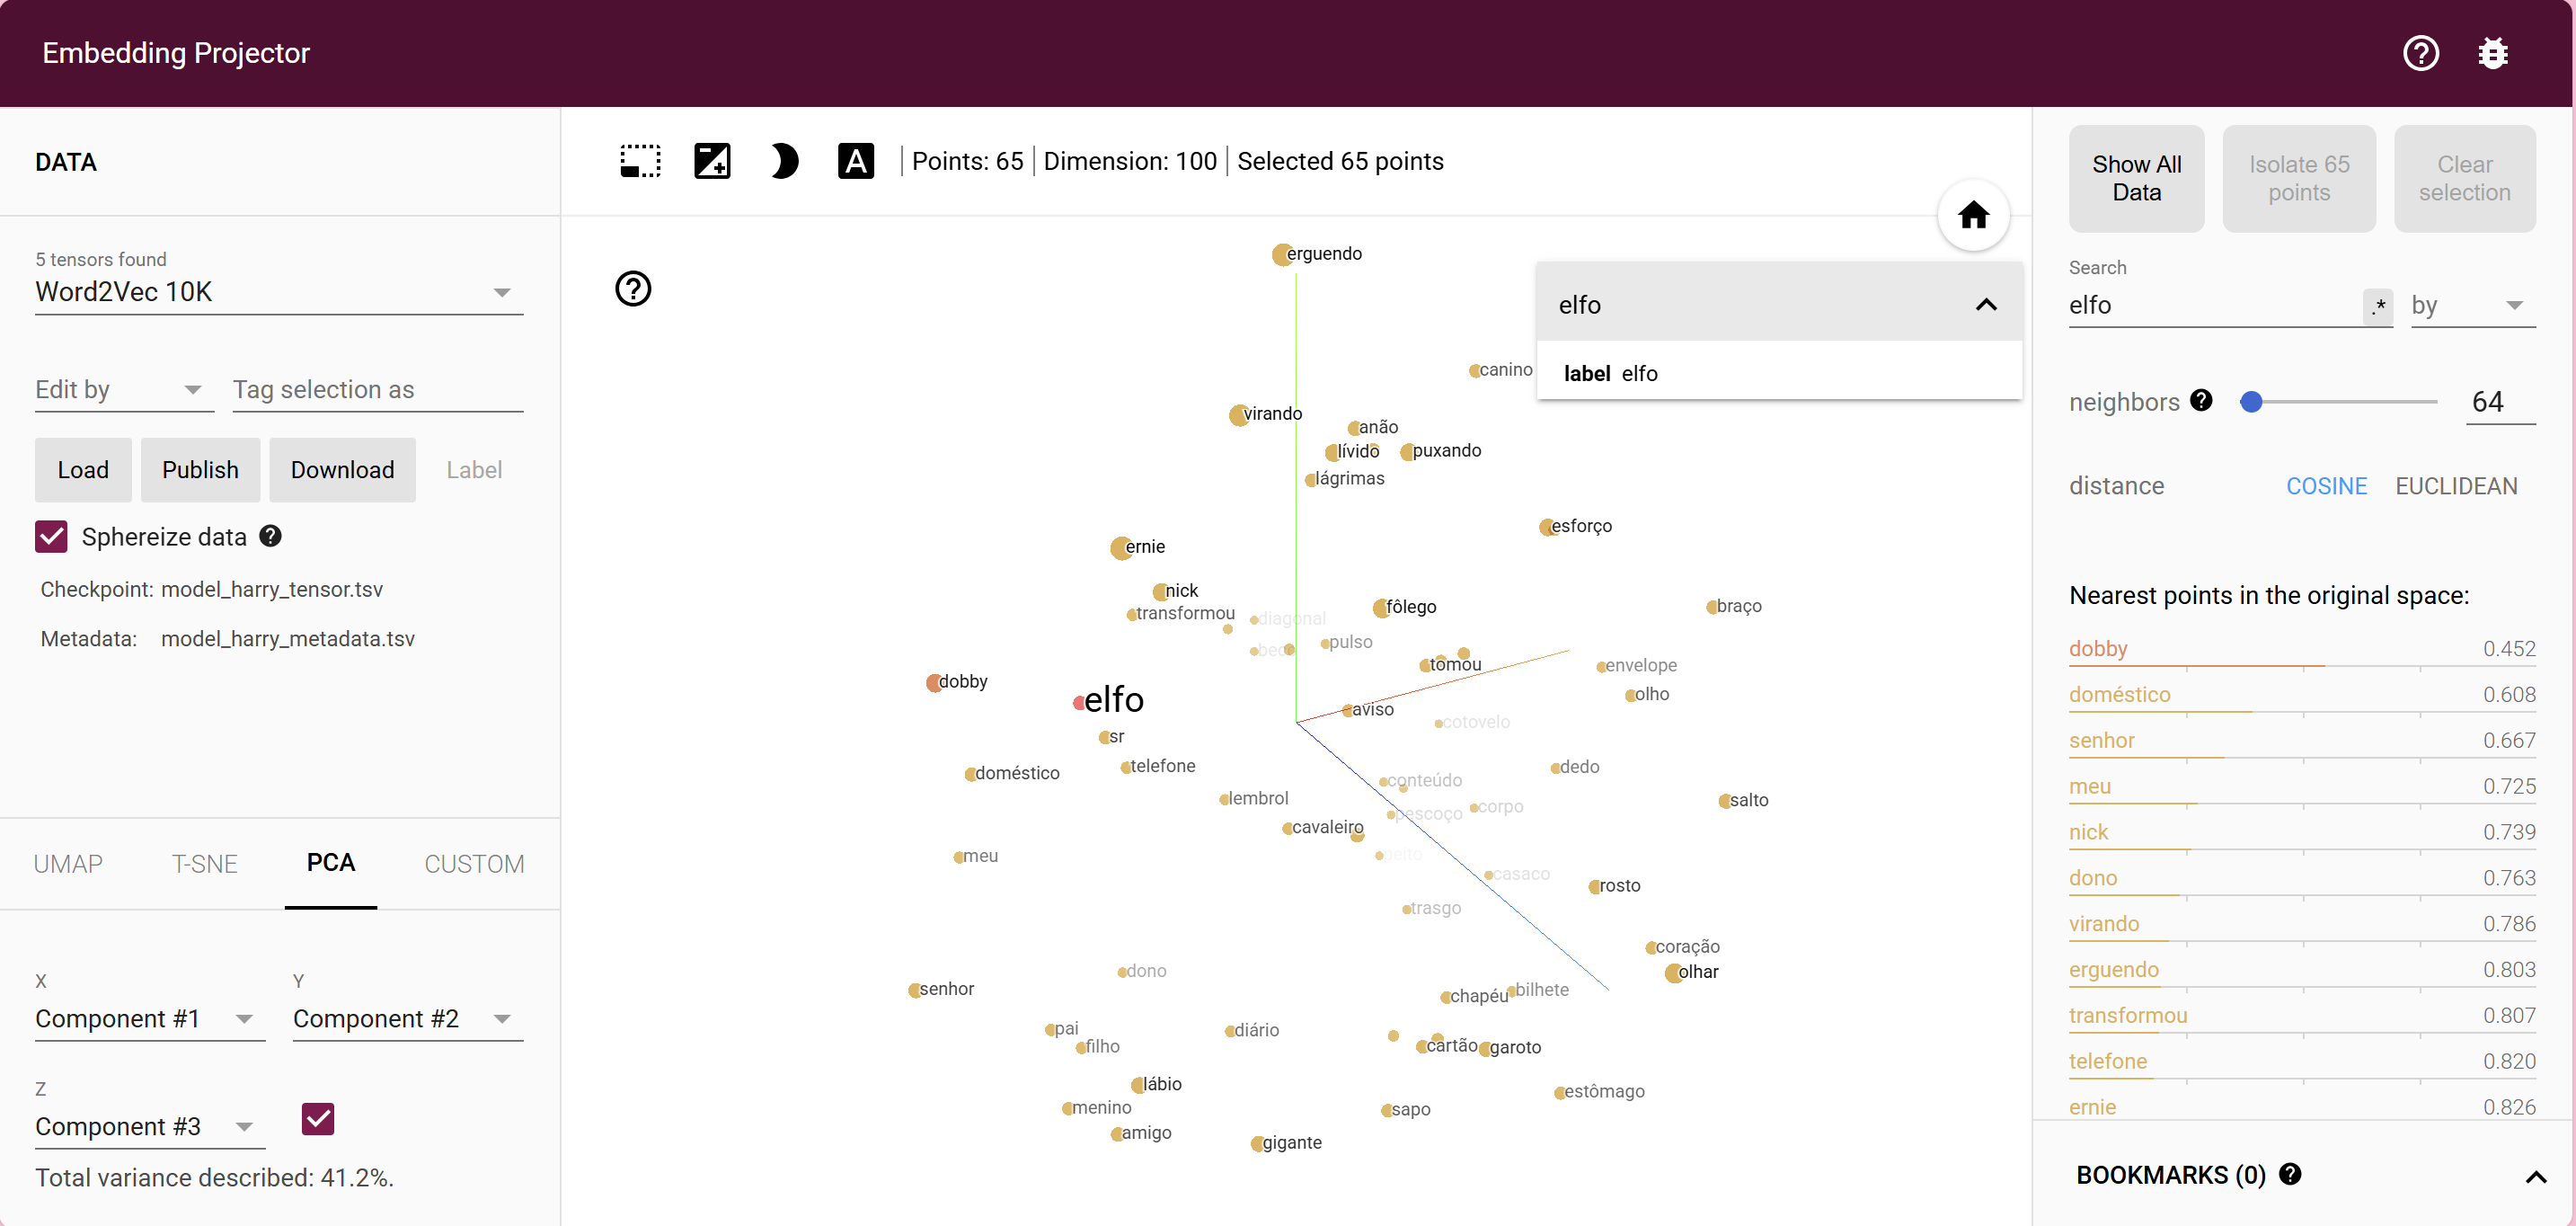 Embedding Projector
DATA
5 tensors found
Word2Vec 10K
Edit by
Tag selection as
Load
Publish
Download
Label
Sphereize data
Checkpoint: model_harry_tensor.tsv
Metadata: model_harry_metadata.tsv
UMAP
T-SNE
PCA
CUSTOM
X
Component #1
Y
Component #2
Z
Component #3
Total variance described: 41.2%.
A
Points: 65
Dimension: 100
Selected 65 points
elfo
label elfo
erguendo
canino
virando
anão
lívido
puxando
lágrimas
esforço
ernie
nick
transformou
diagonal
fôlego
braço
beco
pulso
tomou
envelope
dobby
elfo
olho
aviso
cotovelo
sr
telefone
doméstico
conteúdo
dedo
lembrol
pescoço
corpo
salto
cavaleiro
meu
peito
casaco
rosto
trasgo
coração
olhar
dono
senhor
chapéu
bilhete
pai
filho
diário
cartão
garoto
lábio
estômago
menino
sapo
amigo
gigante
Show All
Data
Isolate 65
points
Clear
selection
Search
elfo
.*
by
neighbors
64
distance
COSINE
EUCLIDEAN
Nearest points in the original space:
dobby 0.452
doméstico 0.608
senhor 0.667
meu 0.725
nick 0.739
dono 0.763
virando 0.786
erguendo 0.803
transformou 0.807
telefone 0.820
ernie 0.826
BOOKMARKS (0)